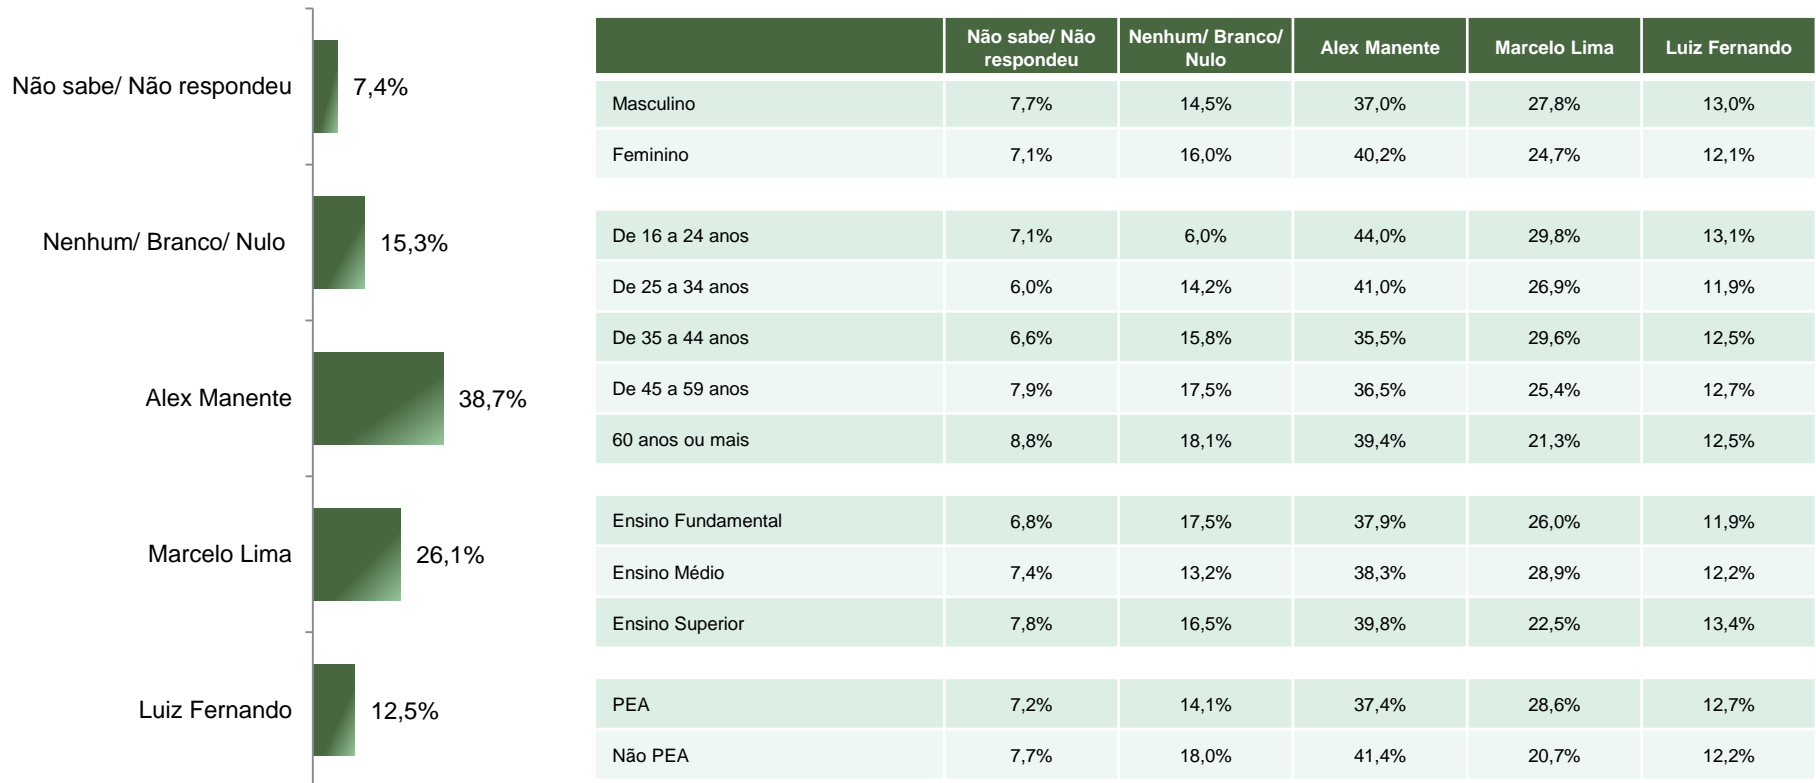 Não sabe/ Não respondeu 7,4%
Nenhum/ Branco/ Nulo 15,3%
Alex Manente 38,7%
Marcelo Lima 26,1%
Luiz Fernando 12,5%
Não sabe/ Não respondeu Nenhum/ Branco/ Nulo Alex Manente Marcelo Lima Luiz Fernando
Masculino 7,7% 14,5% 37,0% 27,8% 13,0%
Feminino 7,1% 16,0% 40,2% 24,7% 12,1%
De 16 a 24 anos 7,1% 6,0% 44,0% 29,8% 13,1%
De 25 a 34 anos 6,0% 14,2% 41,0% 26,9% 11,9%
De 35 a 44 anos 6,6% 15,8% 35,5% 29,6% 12,5%
De 45 a 59 anos 7,9% 17,5% 36,5% 25,4% 12,7%
60 anos ou mais 8,8% 18,1% 39,4% 21,3% 12,5%
Ensino Fundamental 6,8% 17,5% 37,9% 26,0% 11,9%
Ensino Médio 7,4% 13,2% 38,3% 28,9% 12,2%
Ensino Superior 7,8% 16,5% 39,8% 22,5% 13,4%
PEA 7,2% 14,1% 37,4% 28,6% 12,7%
Não PEA 7,7% 18,0% 41,4% 20,7% 12,2%